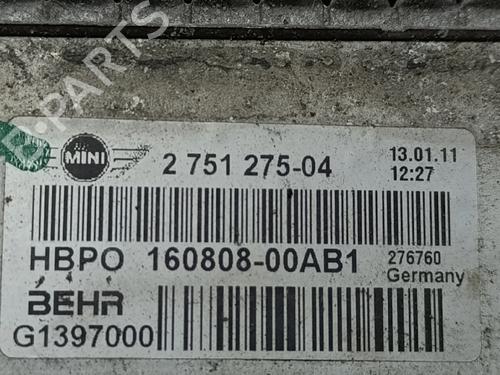 MINI 2 751 275-04 13.01.11
12:27
HBPO 160808-00AB1 276760
Germany
BEHR
G1397000
B-PARTS